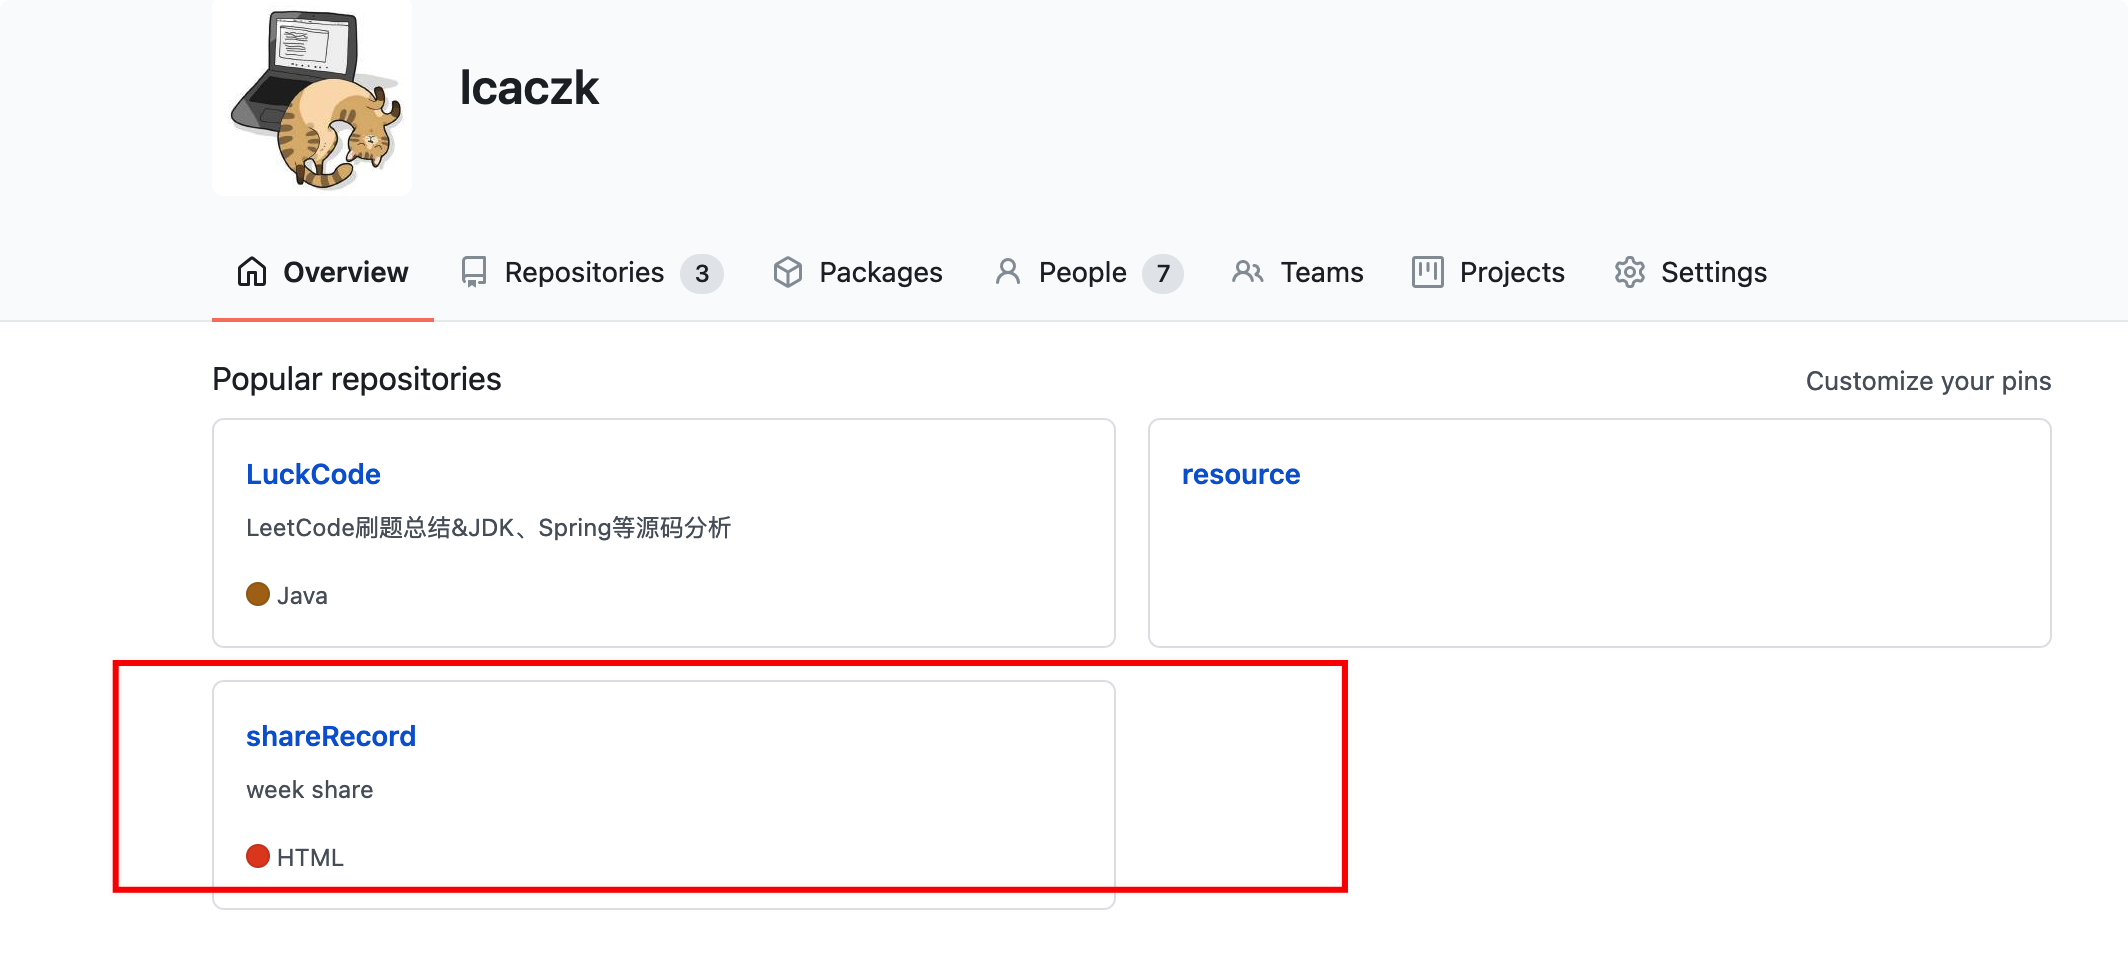 lcaczk
Overview Repositories 3 Packages People 7 Teams Projects Settings
Popular repositories
Customize your pins
LuckCode
LeetCode刷题总结&JDK、Spring等源码分析
Java
resource
shareRecord
week share
HTML